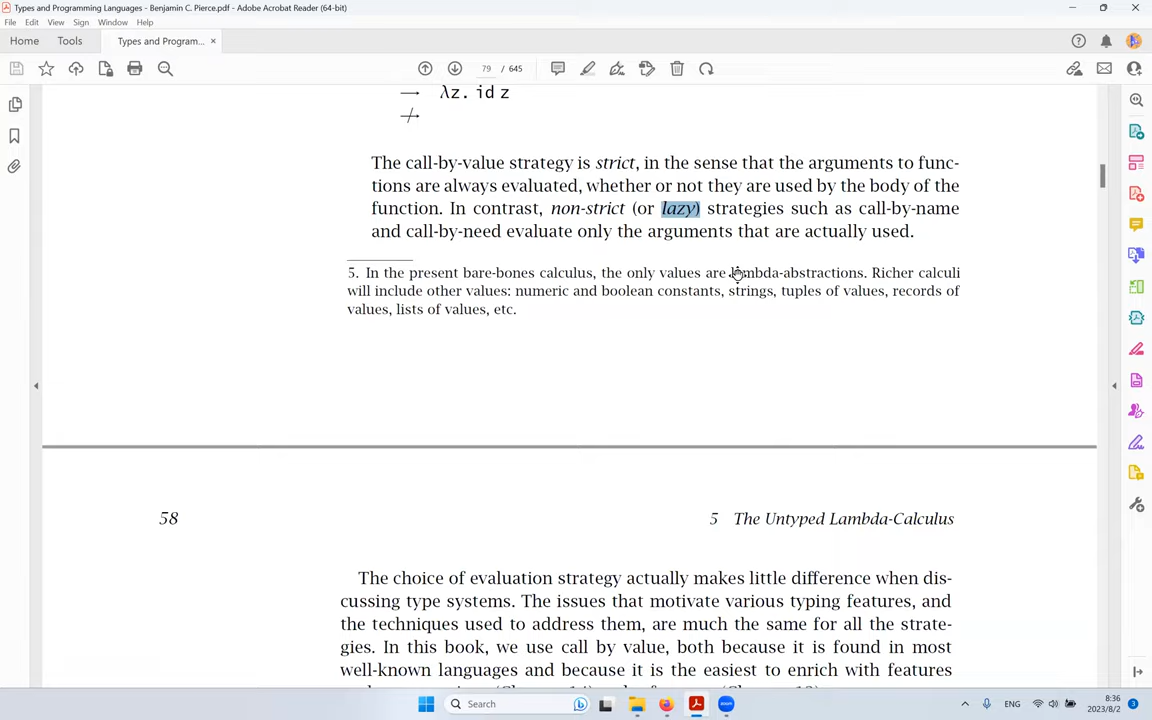 Types and Programming Languages - Benjamin C. Pierce.pdf - Adobe Acrobat Reader (64-bit)
File Edit View Sign Window Help
Home Tools Types and Program... ×
79 / 645
→ λz. id z
The call-by-value strategy is strict, in the sense that the arguments to func-
tions are always evaluated, whether or not they are used by the body of the
function. In contrast, non-strict (or lazy) strategies such as call-by-name
and call-by-need evaluate only the arguments that are actually used.
5. In the present bare-bones calculus, the only values are lambda-abstractions. Richer calculi
will include other values: numeric and boolean constants, strings, tuples of values, records of
values, lists of values, etc.
58 5 The Untyped Lambda-Calculus
The choice of evaluation strategy actually makes little difference when dis-
cussing type systems. The issues that motivate various typing features, and
the techniques used to address them, are much the same for all the strate-
gies. In this book, we use call by value, both because it is found in most
well-known languages and because it is the easiest to enrich with features
Search
ENG
8:36
2023/8/2
3